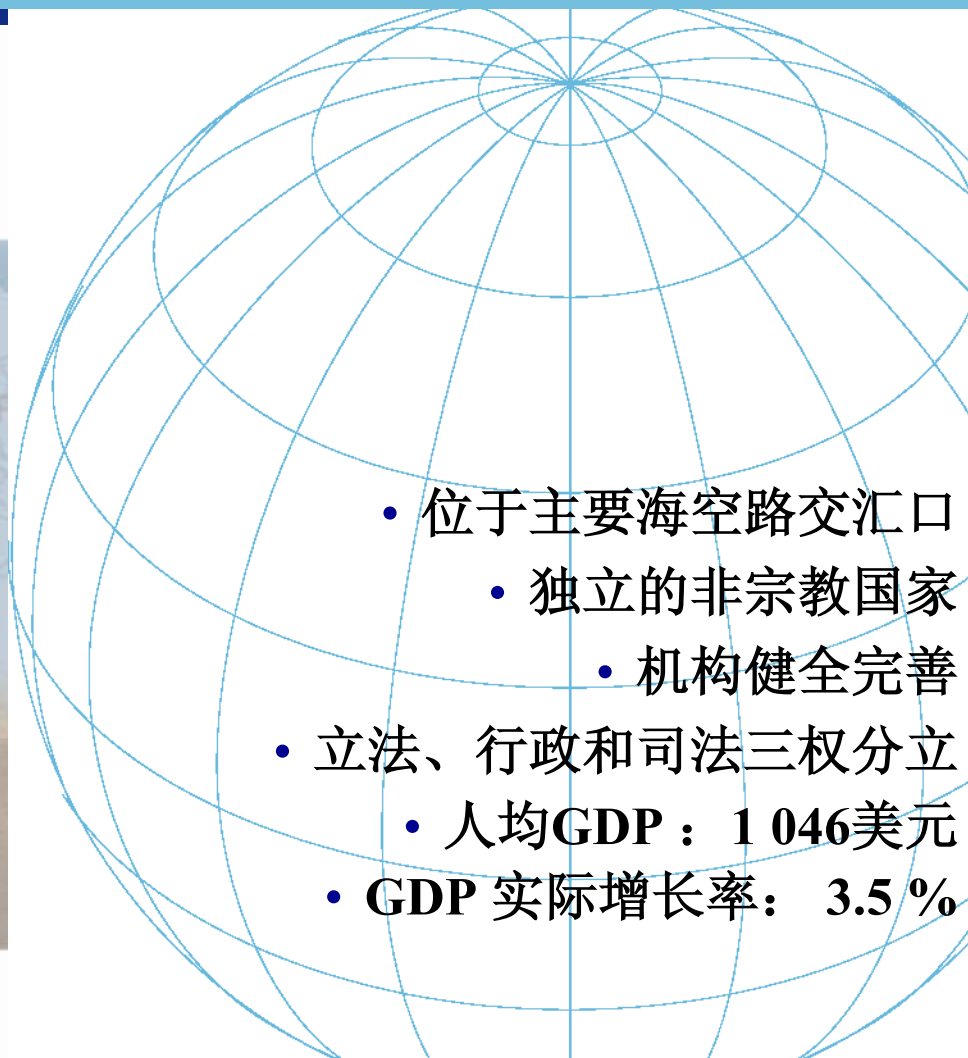 • 位于主要海空路交汇口
• 独立的非宗教国家
• 机构健全完善
• 立法、行政和司法三权分立
• 人均GDP ： 1 046美元
• GDP 实际增长率： 3.5 %